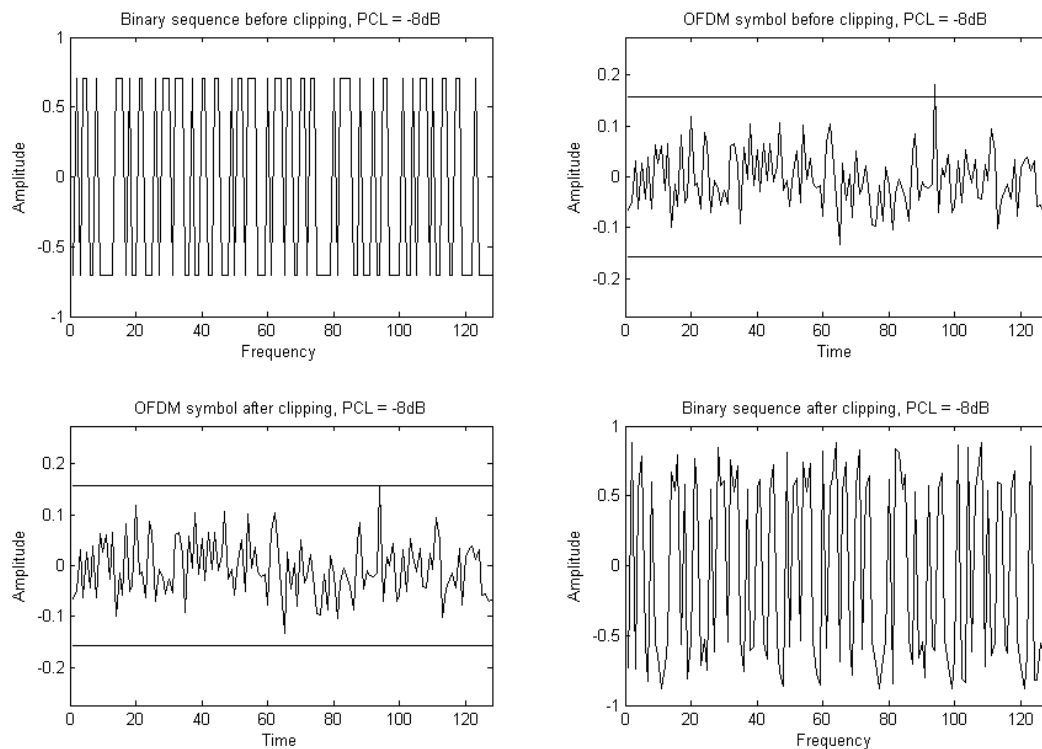 Binary sequence before clipping, PCL = -8dB
1
0.5
0
-0.5
-1
Amplitude
0 20 40 60 80 100 120
Frequency
OFDM symbol before clipping, PCL = -8dB
0.2
0.1
0
-0.1
-0.2
Amplitude
0 20 40 60 80 100 120
Time
OFDM symbol after clipping, PCL = -8dB
0.2
0.1
0
-0.1
-0.2
Amplitude
0 20 40 60 80 100 120
Time
Binary sequence after clipping, PCL = -8dB
1
0.5
0
-0.5
-1
Amplitude
0 20 40 60 80 100 120
Frequency